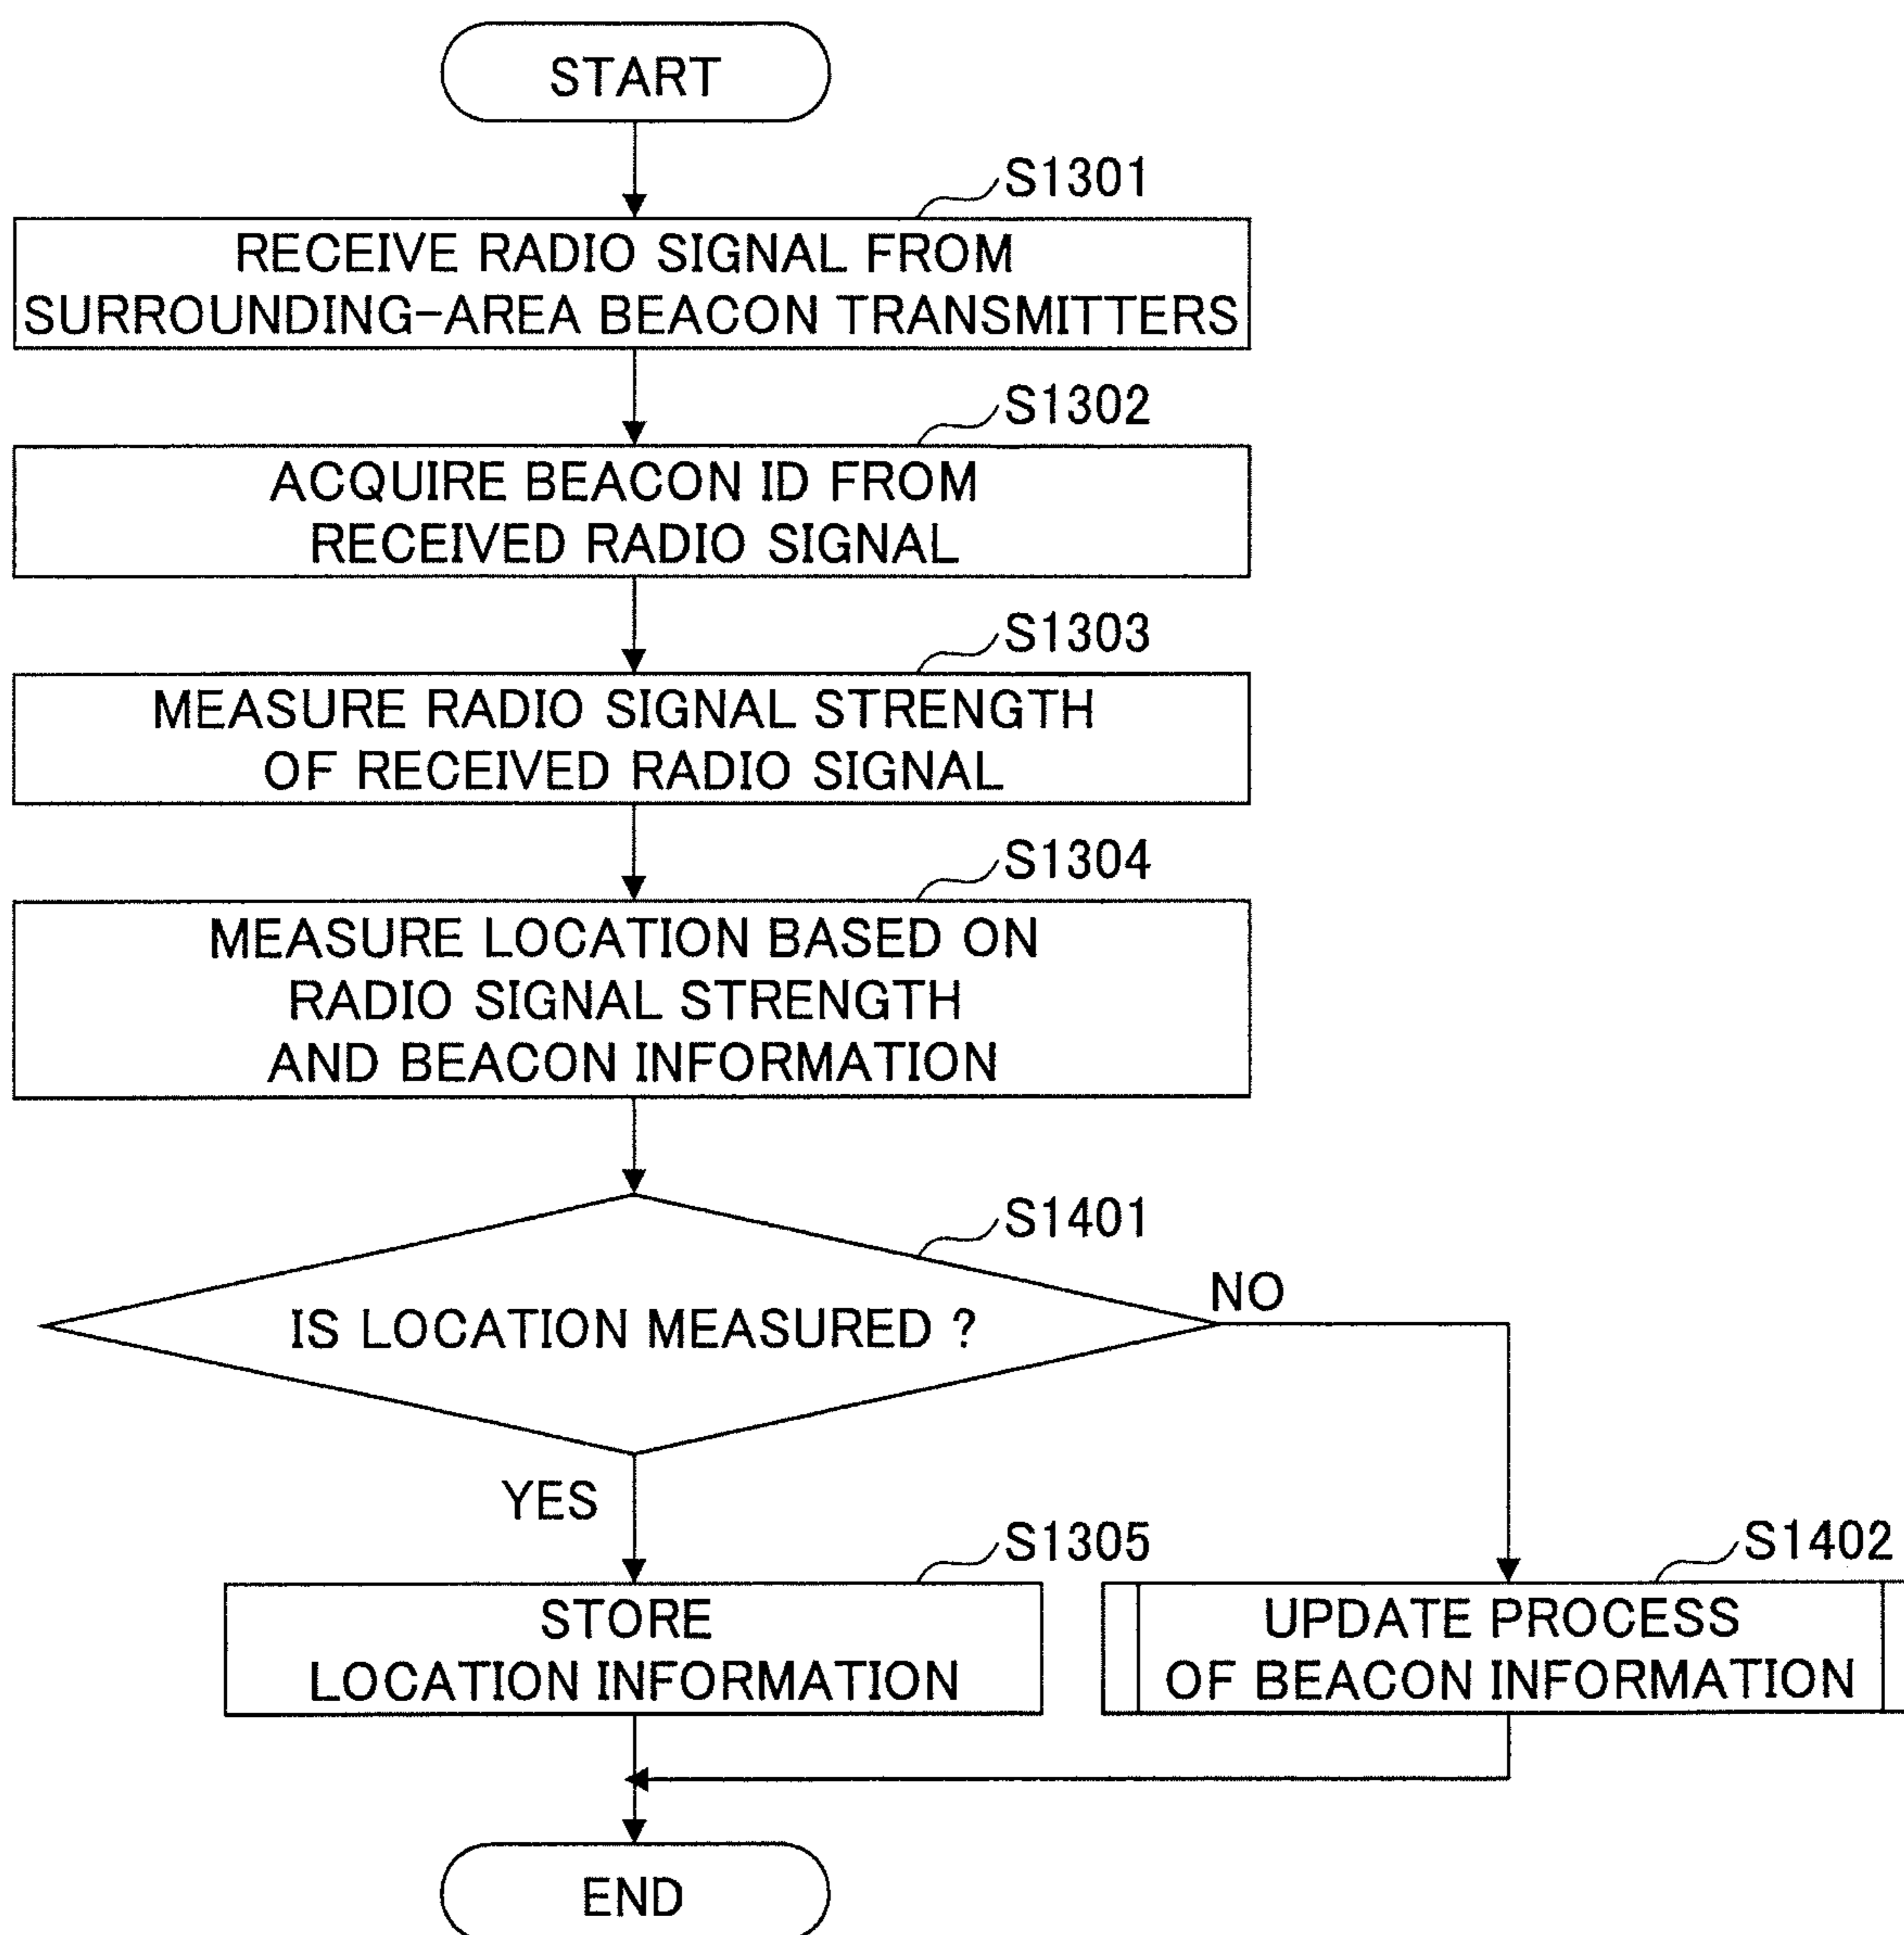 START
S1301
RECEIVE RADIO SIGNAL FROM
SURROUNDING-AREA BEACON TRANSMITTERS
S1302
ACQUIRE BEACON ID FROM
RECEIVED RADIO SIGNAL
S1303
MEASURE RADIO SIGNAL STRENGTH
OF RECEIVED RADIO SIGNAL
S1304
MEASURE LOCATION BASED ON
RADIO SIGNAL STRENGTH
AND BEACON INFORMATION
S1401
IS LOCATION MEASURED ?
NO
YES
S1305
STORE
LOCATION INFORMATION
S1402
UPDATE PROCESS
OF BEACON INFORMATION
END